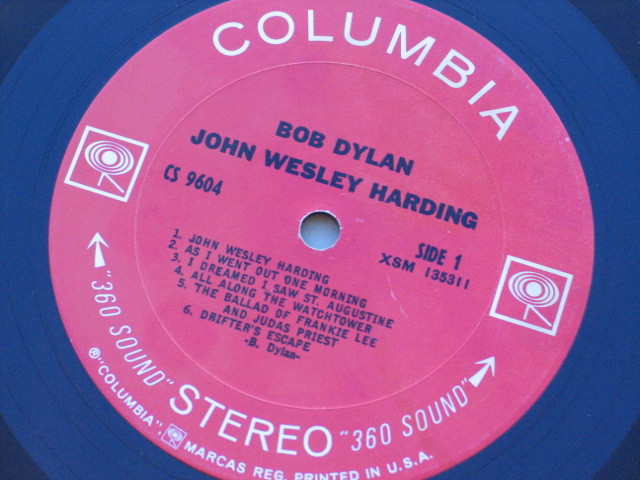 COLUMBIA
BOB DYLAN
JOHN WESLEY HARDING
CS 9604
SIDE 1
XSM 135311
1. JOHN WESLEY HARDING
2. AS I WENT OUT ONE MORNING
3. I DREAMED I SAW ST. AUGUSTINE
4. ALL ALONG THE WATCHTOWER
5. THE BALLAD OF FRANKIE LEE
AND JUDAS PRIEST
6. DRIFTER'S ESCAPE
-B. Dylan-
"360 SOUND" STEREO "360 SOUND"
® "COLUMBIA", MARCAS REG. PRINTED IN U.S.A.